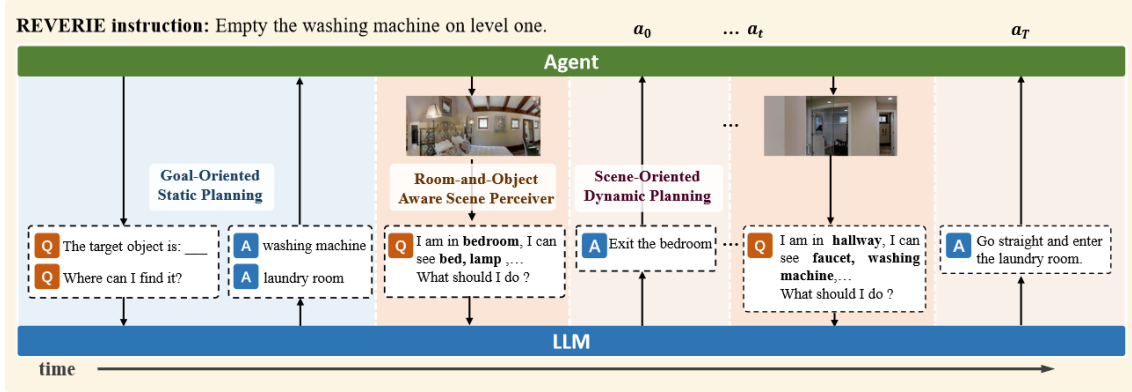 REVERIE instruction: Empty the washing machine on level one.
a0 ... at aT
Agent
...
Goal-Oriented
Static Planning
Room-and-Object
Aware Scene Perceiver
Scene-Oriented
Dynamic Planning
Q The target object is: ___
Q Where can I find it?
A washing machine
A laundry room
Q I am in bedroom, I can
see bed, lamp ,...
What should I do ?
A Exit the bedroom
...
Q I am in hallway, I can
see faucet, washing
machine,...
What should I do ?
A Go straight and enter
the laundry room.
LLM
time